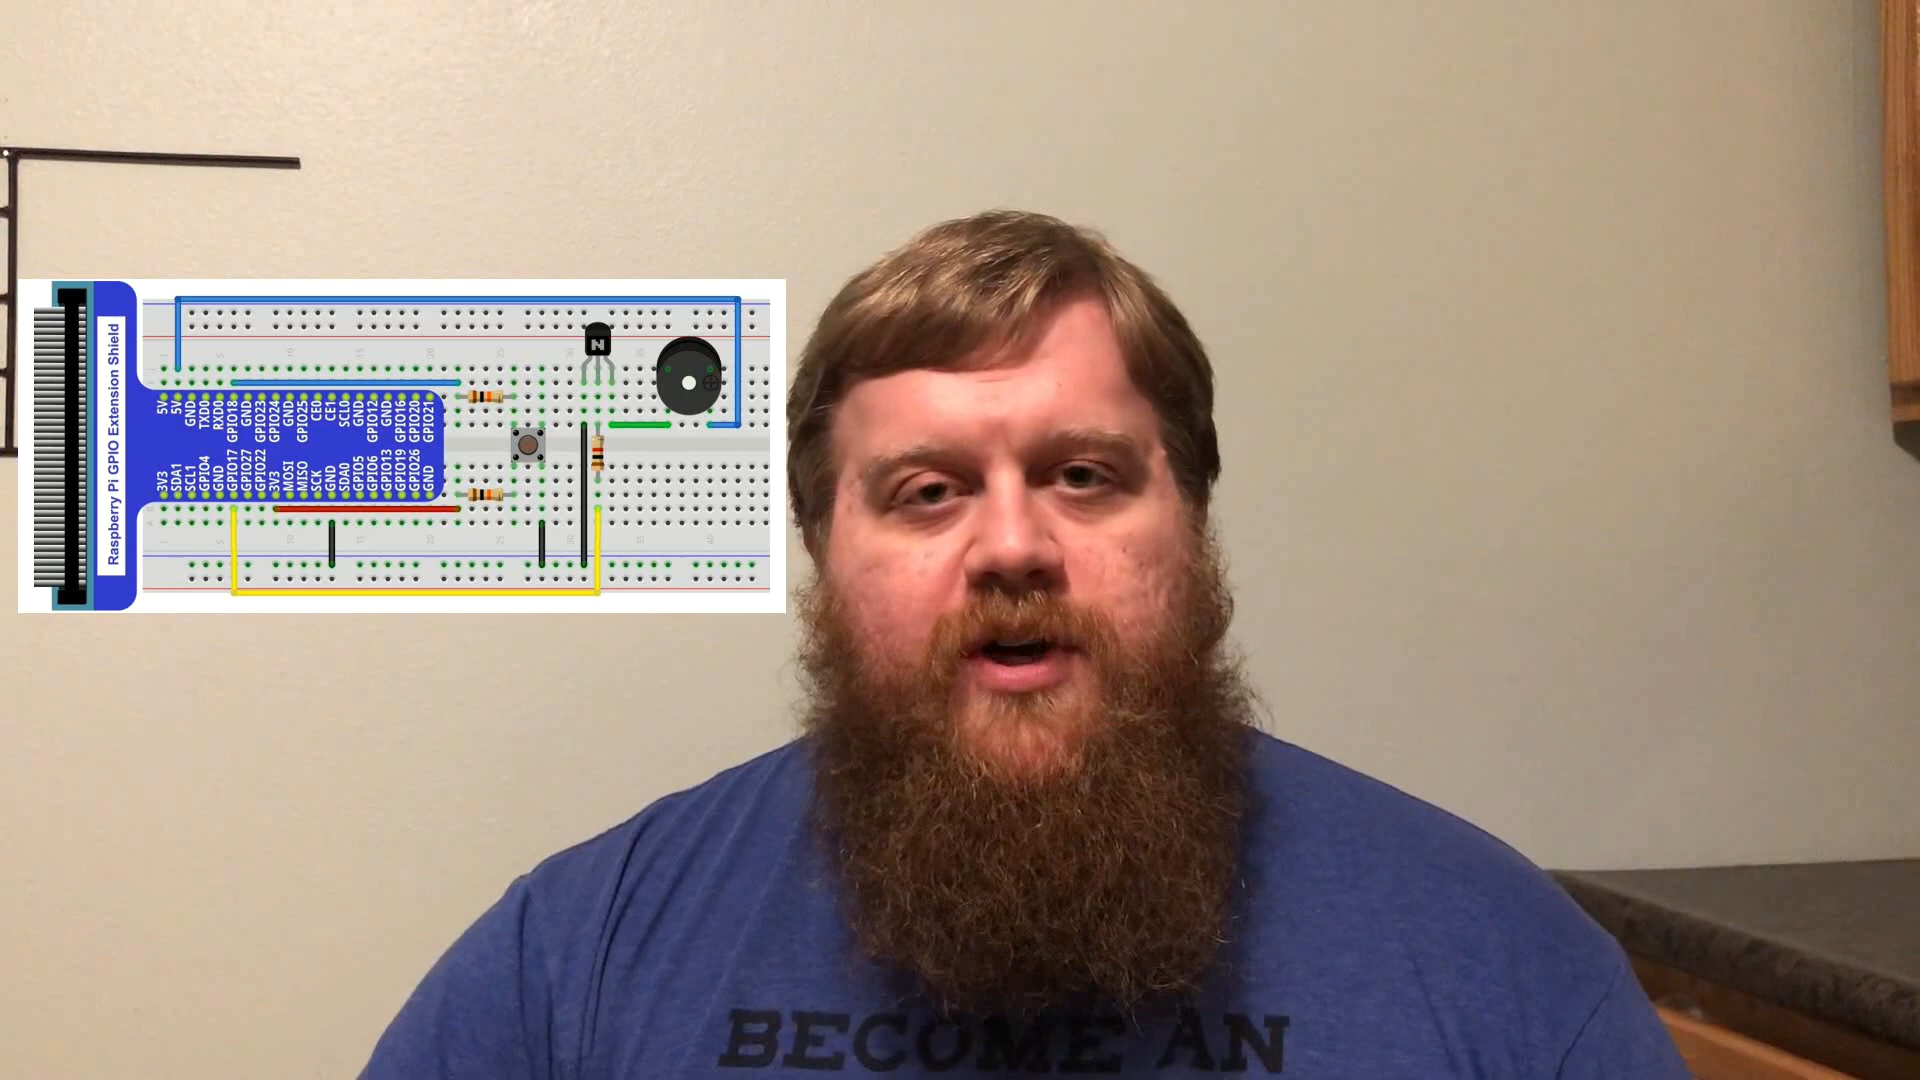 Raspberry Pi GPIO Extension Shield
5V
5V
GND
TXD0
RXD0
GPIO18
GND
GPIO23
GPIO24
GND
GPIO25
CE0
CE1
SCL0
GND
GPIO12
GND
GPIO16
GPIO20
GPIO21
3V3
SDA1
SCL1
GPIO4
GND
GPIO17
GPIO27
GPIO22
3V3
MOSI
MISO
SCK
GND
SDA0
GPIO5
GPIO6
GPIO13
GPIO19
GPIO26
GND
N
BECOME AN